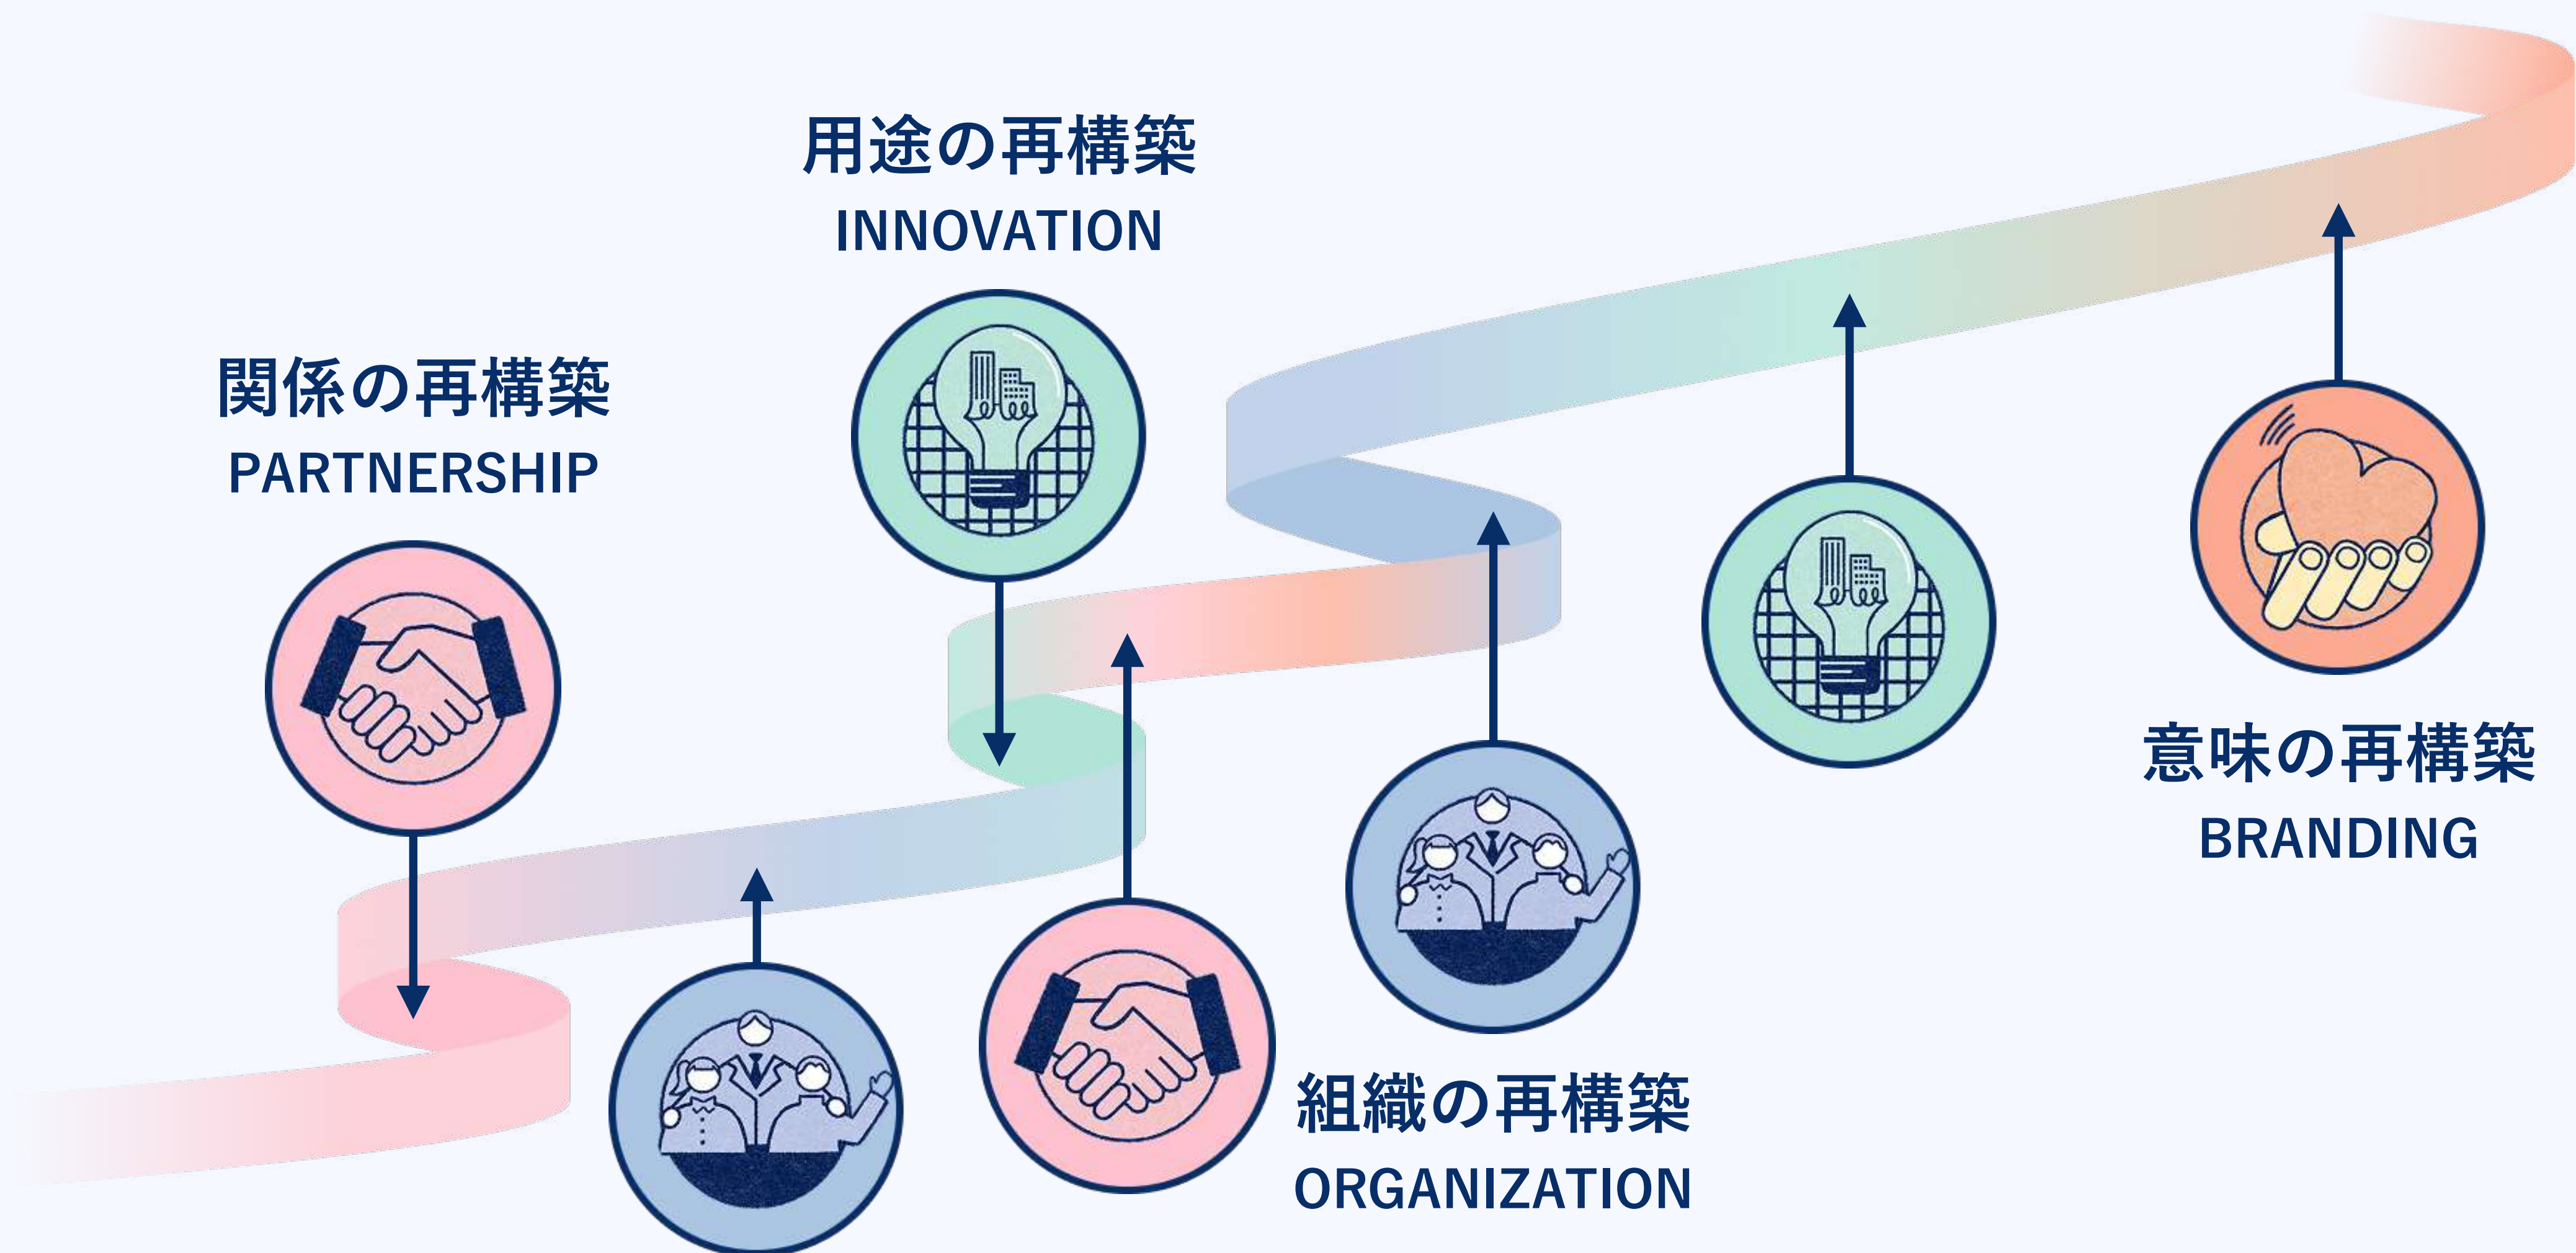 用途の再構築
INNOVATION
関係の再構築
PARTNERSHIP
意味の再構築
BRANDING
組織の再構築
ORGANIZATION